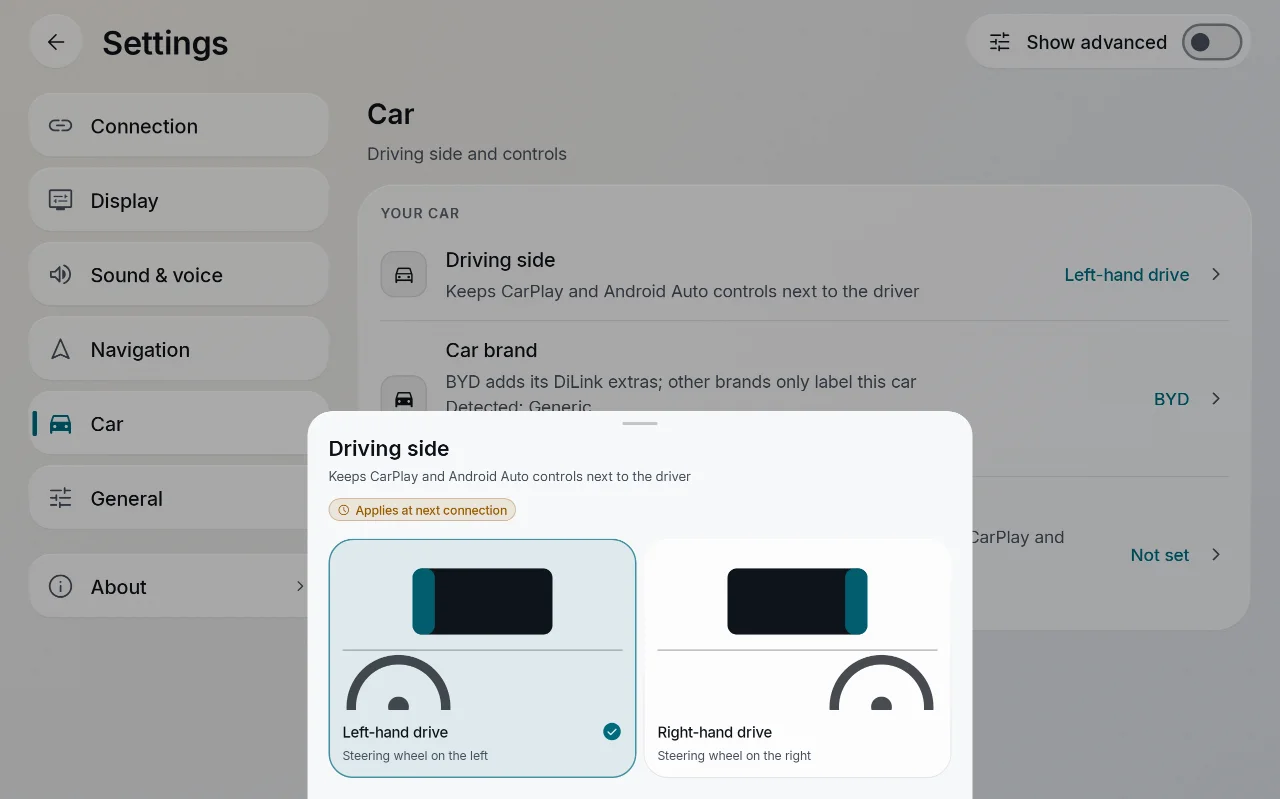 Settings
Show advanced
Connection
Display
Sound & voice
Navigation
Car
General
About
Car
Driving side and controls
YOUR CAR
Driving side
Keeps CarPlay and Android Auto controls next to the driver
Left-hand drive
Car brand
BYD adds its DiLink extras; other brands only label this car
Detected: Generic
BYD
CarPlay and
Not set
Driving side
Keeps CarPlay and Android Auto controls next to the driver
Applies at next connection
Left-hand drive
Steering wheel on the left
Right-hand drive
Steering wheel on the right